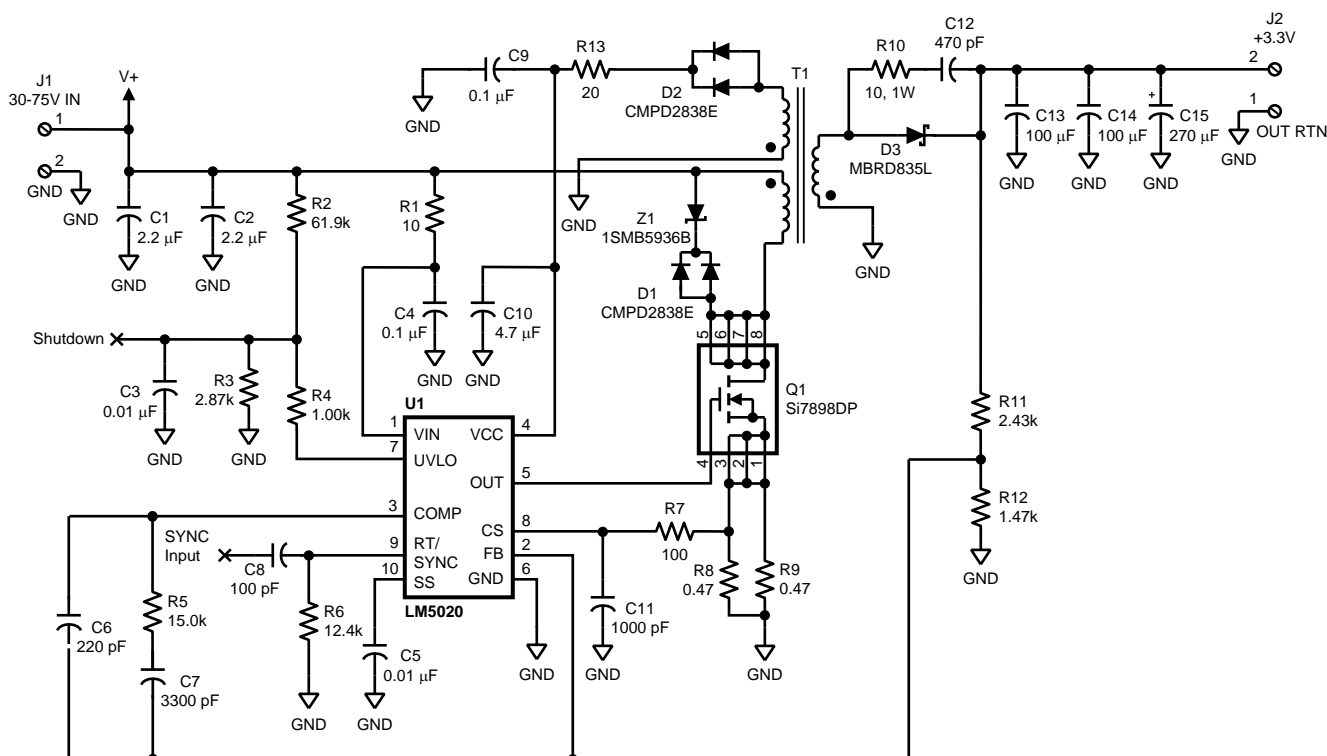 J1
30-75V IN
1
2
GND
GND
V+
C1
2.2 µF
GND
C2
2.2 µF
GND
R2
61.9k
R1
10
C4
0.1 µF
GND
C10
4.7 µF
GND
GND
C9
0.1 µF
R13
20
D2
CMPD2838E
GND
T1
Z1
1SMB5936B
D1
CMPD2838E
R10
10, 1W
C12
470 pF
D3
MBRD835L
GND
C13
100 µF
GND
C14
100 µF
GND
+
C15
270 µF
GND
J2
+3.3V
2
1
OUT RTN
GND
Shutdown
C3
0.01 µF
GND
R3
2.87k
GND
R4
1.00k
5
6
7
8
Q1
Si7898DP
4
3
2
1
U1
1
VIN
7
UVLO
3
COMP
9
RT/
SYNC
10
SS
VCC
4
OUT
5
CS
8
FB
2
GND
6
LM5020
SYNC
Input
C8
100 pF
R6
12.4k
GND
C5
0.01 µF
GND
GND
C6
220 pF
R5
15.0k
C7
3300 pF
R7
100
C11
1000 pF
GND
R8
0.47
R9
0.47
GND
R11
2.43k
R12
1.47k
GND